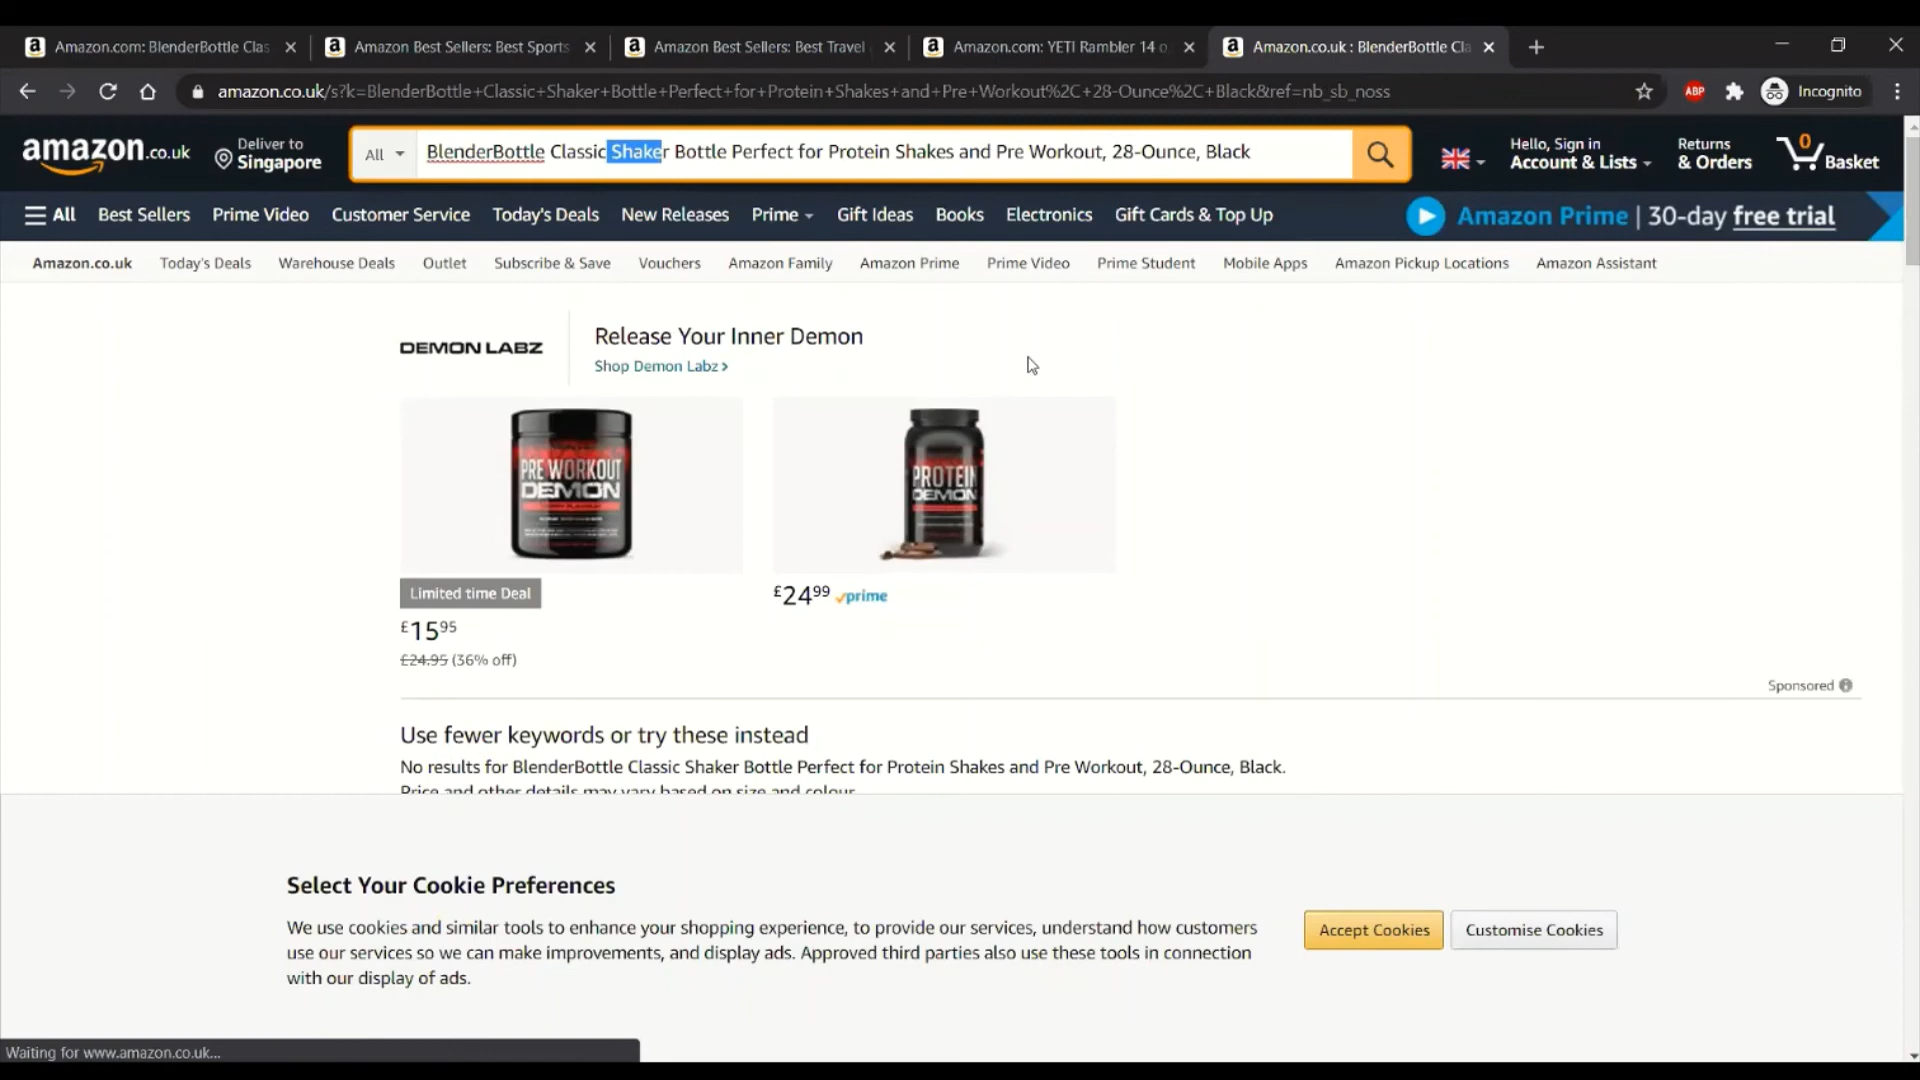 Amazon.com: BlenderBottle Clas
Amazon Best Sellers: Best Sports
Amazon Best Sellers: Best Travel
Amazon.com: YETI Rambler 14 o
Amazon.co.uk : BlenderBottle Cla
amazon.co.uk/s?k=BlenderBottle+Classic+Shaker+Bottle+Perfect+for+Protein+Shakes+and+Pre+Workout%2C+28-Ounce%2C+Black&ref=nb_sb_noss
ABP
Incognito
amazon.co.uk
Deliver to
Singapore
All
BlenderBottle Classic Shaker Bottle Perfect for Protein Shakes and Pre Workout, 28-Ounce, Black
Hello, Sign in
Account & Lists
Returns
& Orders
0
Basket
All
Best Sellers
Prime Video
Customer Service
Today's Deals
New Releases
Prime
Gift Ideas
Books
Electronics
Gift Cards & Top Up
Amazon Prime | 30-day free trial
Amazon.co.uk
Today's Deals
Warehouse Deals
Outlet
Subscribe & Save
Vouchers
Amazon Family
Amazon Prime
Prime Video
Prime Student
Mobile Apps
Amazon Pickup Locations
Amazon Assistant
DEMON LABZ
Release Your Inner Demon
Shop Demon Labz
PRE WORKOUT
DEMON
PROTEIN
DEMON
Limited time Deal
£1595
£24.95 (36% off)
£2499 prime
Sponsored
Use fewer keywords or try these instead
No results for BlenderBottle Classic Shaker Bottle Perfect for Protein Shakes and Pre Workout, 28-Ounce, Black.
Price and other details may vary based on size and colour
Select Your Cookie Preferences
We use cookies and similar tools to enhance your shopping experience, to provide our services, understand how customers
use our services so we can make improvements, and display ads. Approved third parties also use these tools in connection
with our display of ads.
Accept Cookies
Customise Cookies
Waiting for www.amazon.co.uk...